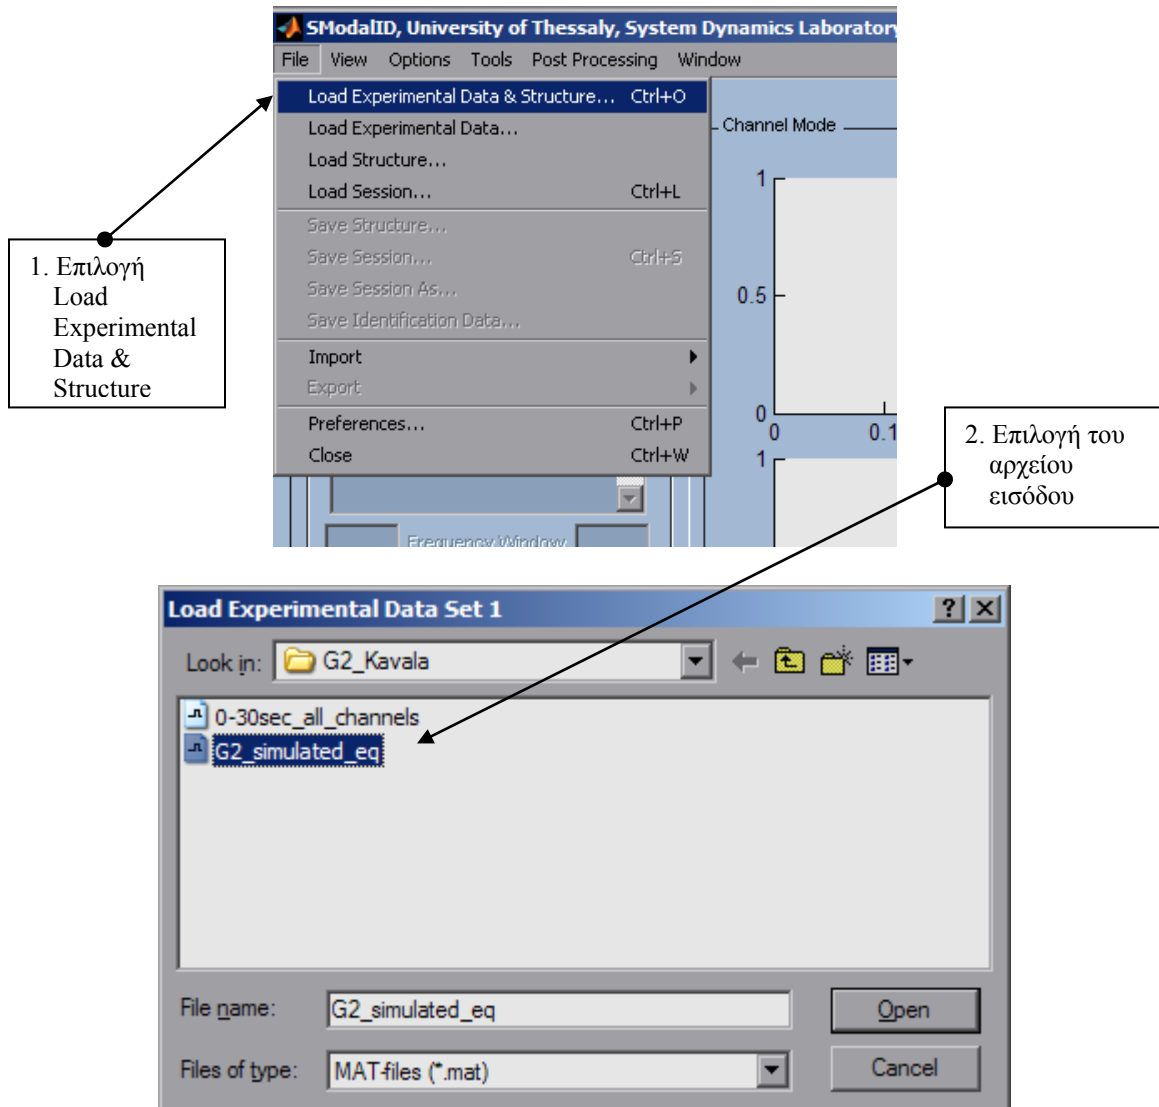 SModalID, University of Thessaly, System Dynamics Laboratory
File View Options Tools Post Processing Window
Load Experimental Data & Structure... Ctrl+O
Load Experimental Data...
Load Structure...
Load Session... Ctrl+L
Save Structure...
Save Session... Ctrl+S
Save Session As...
Save Identification Data...
Import
Export
Preferences... Ctrl+P
Close Ctrl+W
Channel Mode
1
0.5
0
0 0.1
1
Frequency Window
1. Επιλογή
Load
Experimental
Data &
Structure
2. Επιλογή του
αρχείου
εισόδου
Load Experimental Data Set 1
Look in: G2_Kavala
0-30sec_all_channels
G2_simulated_eq
File name: G2_simulated_eq Open
Files of type: MAT-files (*.mat) Cancel